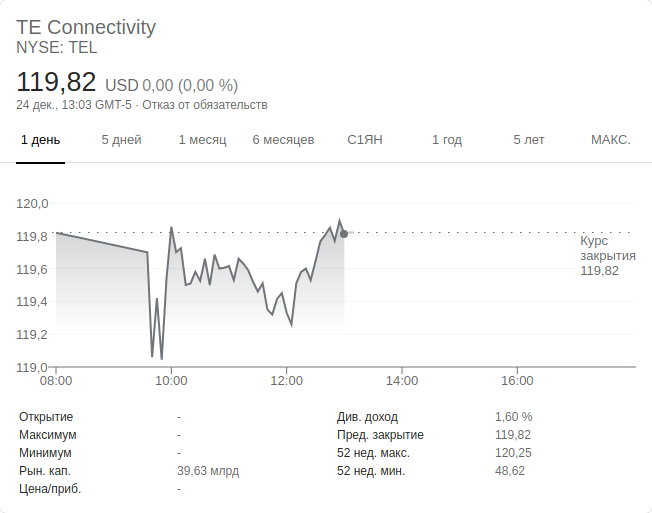 TE Connectivity
NYSE: TEL
119,82 USD 0,00 (0,00 %)
24 дек., 13:03 GMT-5 · Отказ от обязательств
1 день 5 дней 1 месяц 6 месяцев С1ЯН 1 год 5 лет МАКС.
120,0
119,8
119,6
119,4
119,2
119,0
Курс
закрытия
119,82
08:00 10:00 12:00 14:00 16:00
Открытие - Див. доход 1,60 %
Максимум - Пред. закрытие 119,82
Минимум - 52 нед. макс. 120,25
Рын. кап. 39,63 млрд 52 нед. мин. 48,62
Цена/приб. -